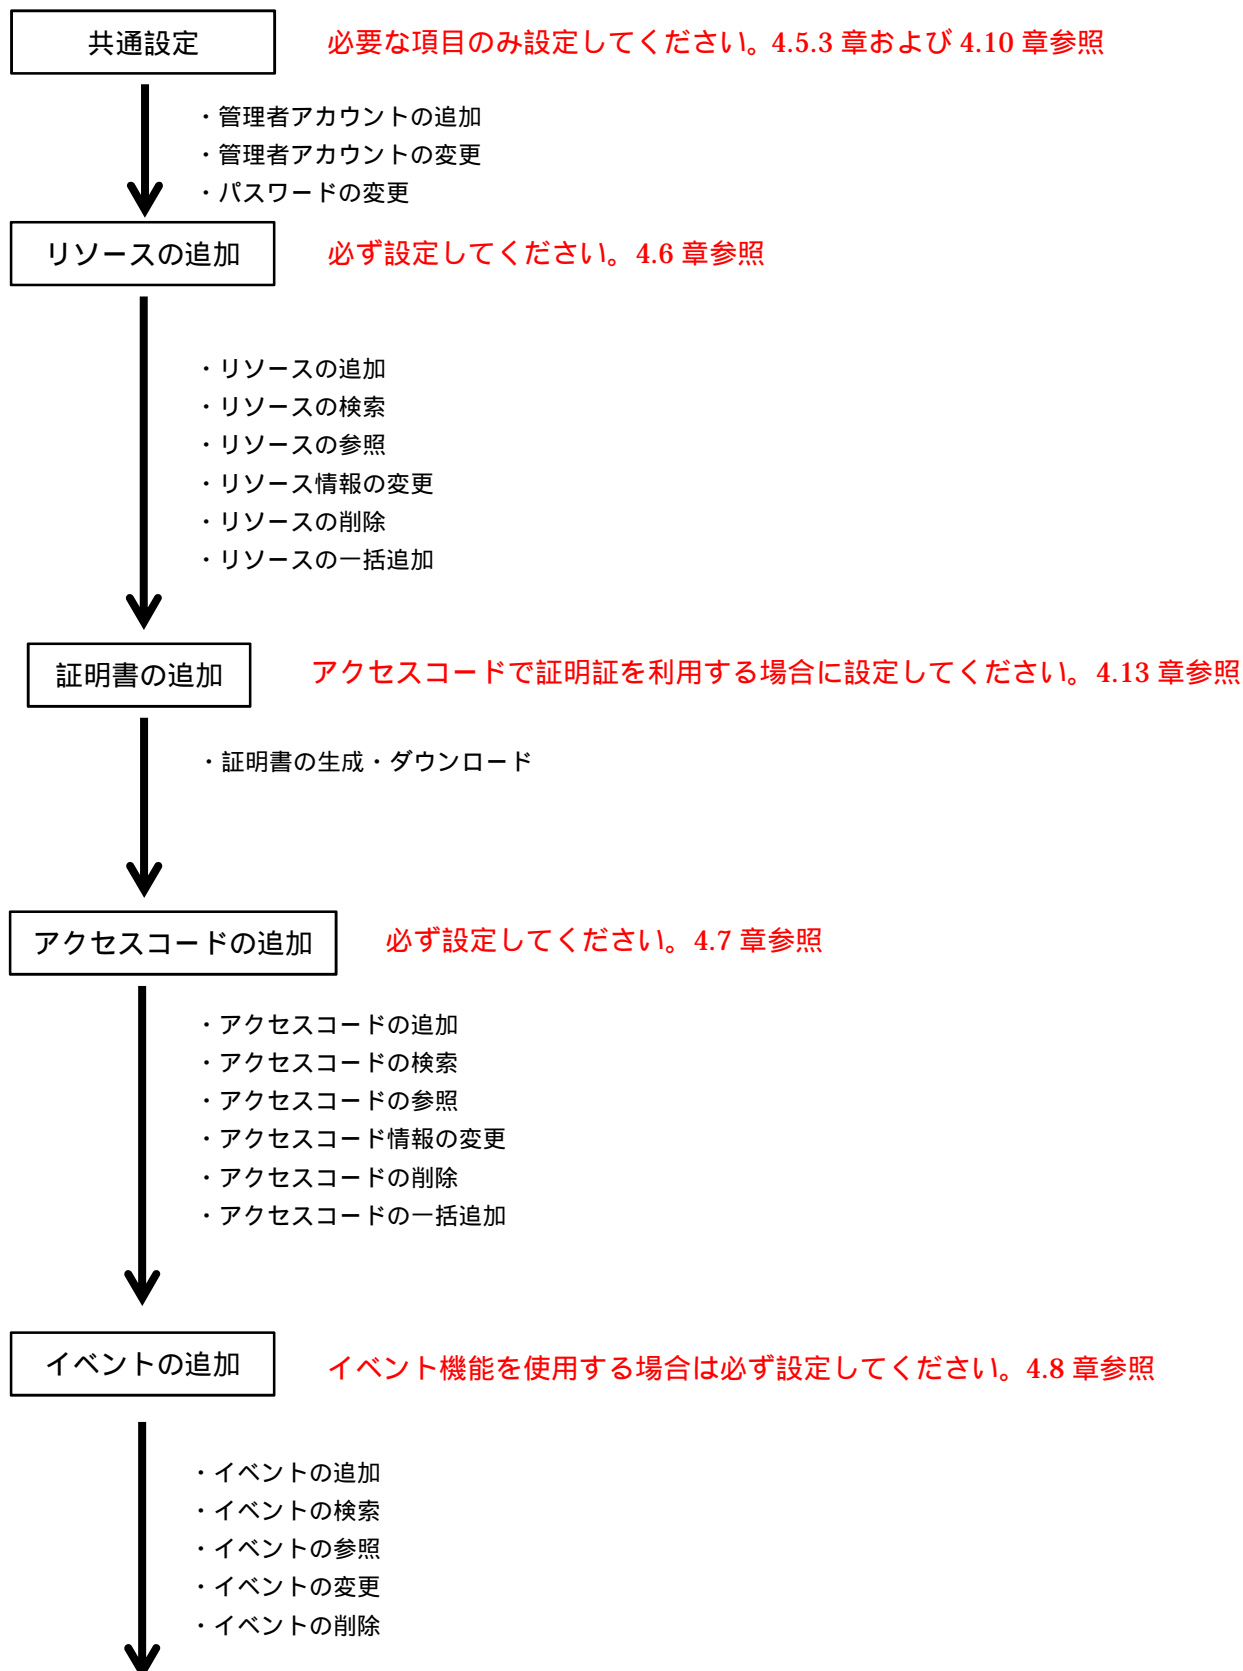 共通設定
必要な項目のみ設定してください。4.5.3 章および 4.10 章参照
・管理者アカウントの追加
・管理者アカウントの変更
・パスワードの変更
リソースの追加
必ず設定してください。4.6 章参照
・リソースの追加
・リソースの検索
・リソースの参照
・リソース情報の変更
・リソースの削除
・リソースの一括追加
証明書の追加
アクセスコードで証明証を利用する場合に設定してください。4.13 章参照
・証明書の生成・ダウンロード
アクセスコードの追加
必ず設定してください。4.7 章参照
・アクセスコードの追加
・アクセスコードの検索
・アクセスコードの参照
・アクセスコード情報の変更
・アクセスコードの削除
・アクセスコードの一括追加
イベントの追加
イベント機能を使用する場合は必ず設定してください。4.8 章参照
・イベントの追加
・イベントの検索
・イベントの参照
・イベントの変更
・イベントの削除